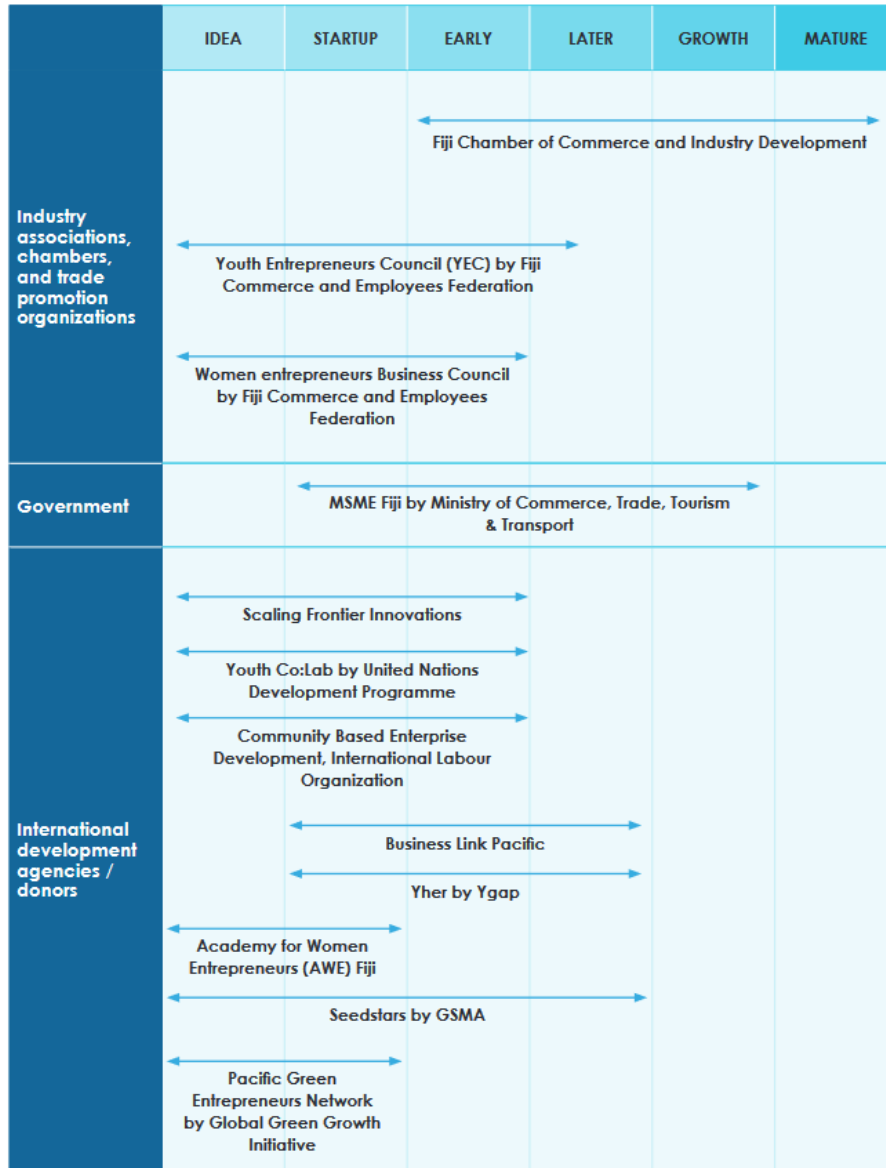 IDEA STARTUP EARLY LATER GROWTH MATURE
Industry
associations,
chambers,
and trade
promotion
organizations
Fiji Chamber of Commerce and Industry Development
Youth Entrepreneurs Council (YEC) by Fiji
Commerce and Employees Federation
Women entrepreneurs Business Council
by Fiji Commerce and Employees
Federation
Government
MSME Fiji by Ministry of Commerce, Trade, Tourism
& Transport
International
development
agencies /
donors
Scaling Frontier Innovations
Youth Co:Lab by United Nations
Development Programme
Community Based Enterprise
Development, International Labour
Organization
Business Link Pacific
Yher by Ygap
Academy for Women
Entrepreneurs (AWE) Fiji
Seedstars by GSMA
Pacific Green
Entrepreneurs Network
by Global Green Growth
Initiative